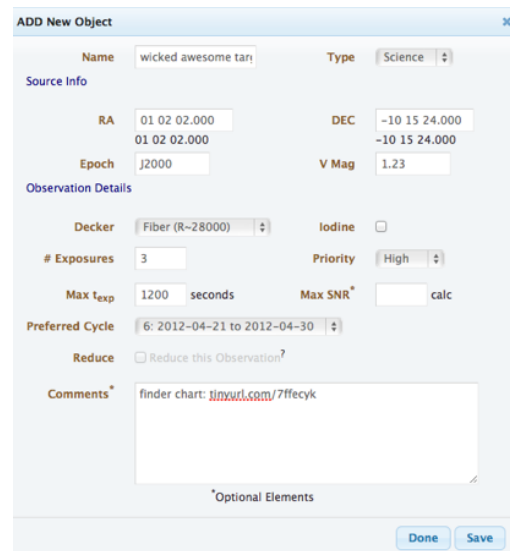 ADD New Object
Name wicked awesome tar Type Science
Source Info
RA 01 02 02.000 DEC -10 15 24.000
01 02 02.000 -10 15 24.000
Epoch J2000 V Mag 1.23
Observation Details
Decker Fiber (R~28000) Iodine
# Exposures 3 Priority High
Max texp 1200 seconds Max SNR* calc
Preferred Cycle 6: 2012-04-21 to 2012-04-30
Reduce Reduce this Observation?
Comments* finder chart: tinyurl.com/7ffecyk
*Optional Elements
Done Save